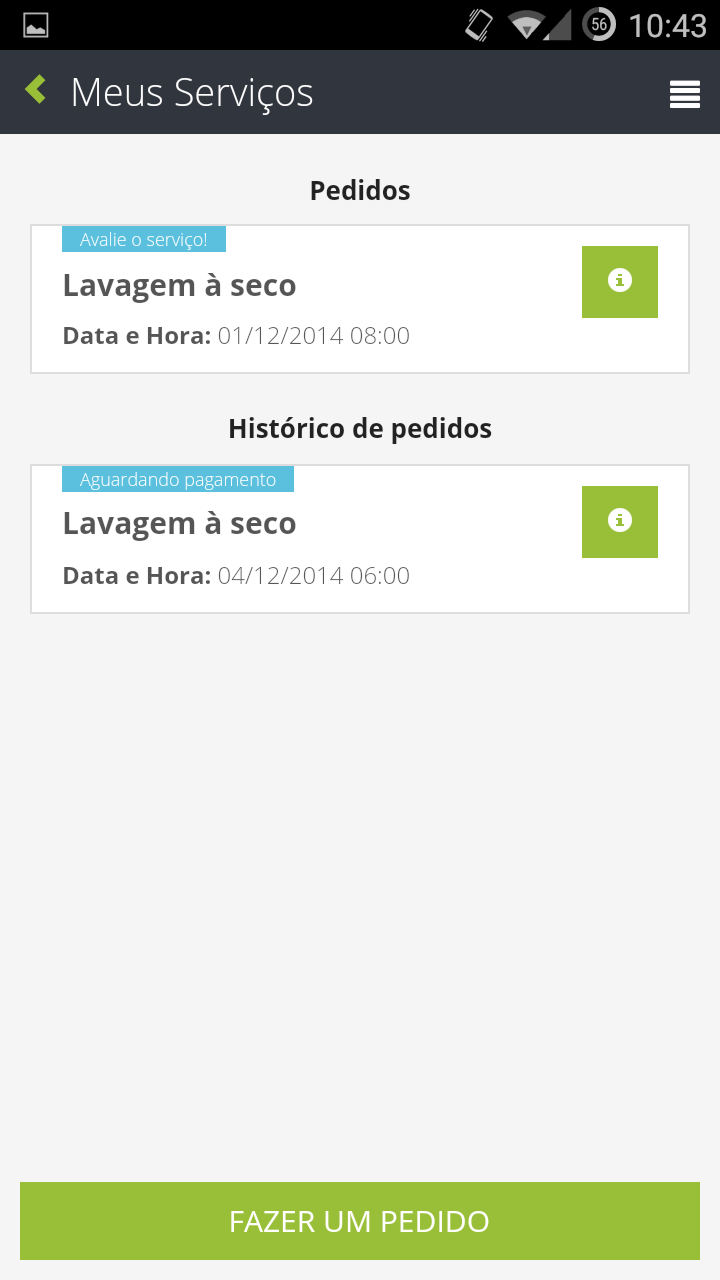 56 10:43
Meus Serviços
Pedidos
Avalie o serviço!
Lavagem à seco
Data e Hora: 01/12/2014 08:00
Histórico de pedidos
Aguardando pagamento
Lavagem à seco
Data e Hora: 04/12/2014 06:00
FAZER UM PEDIDO